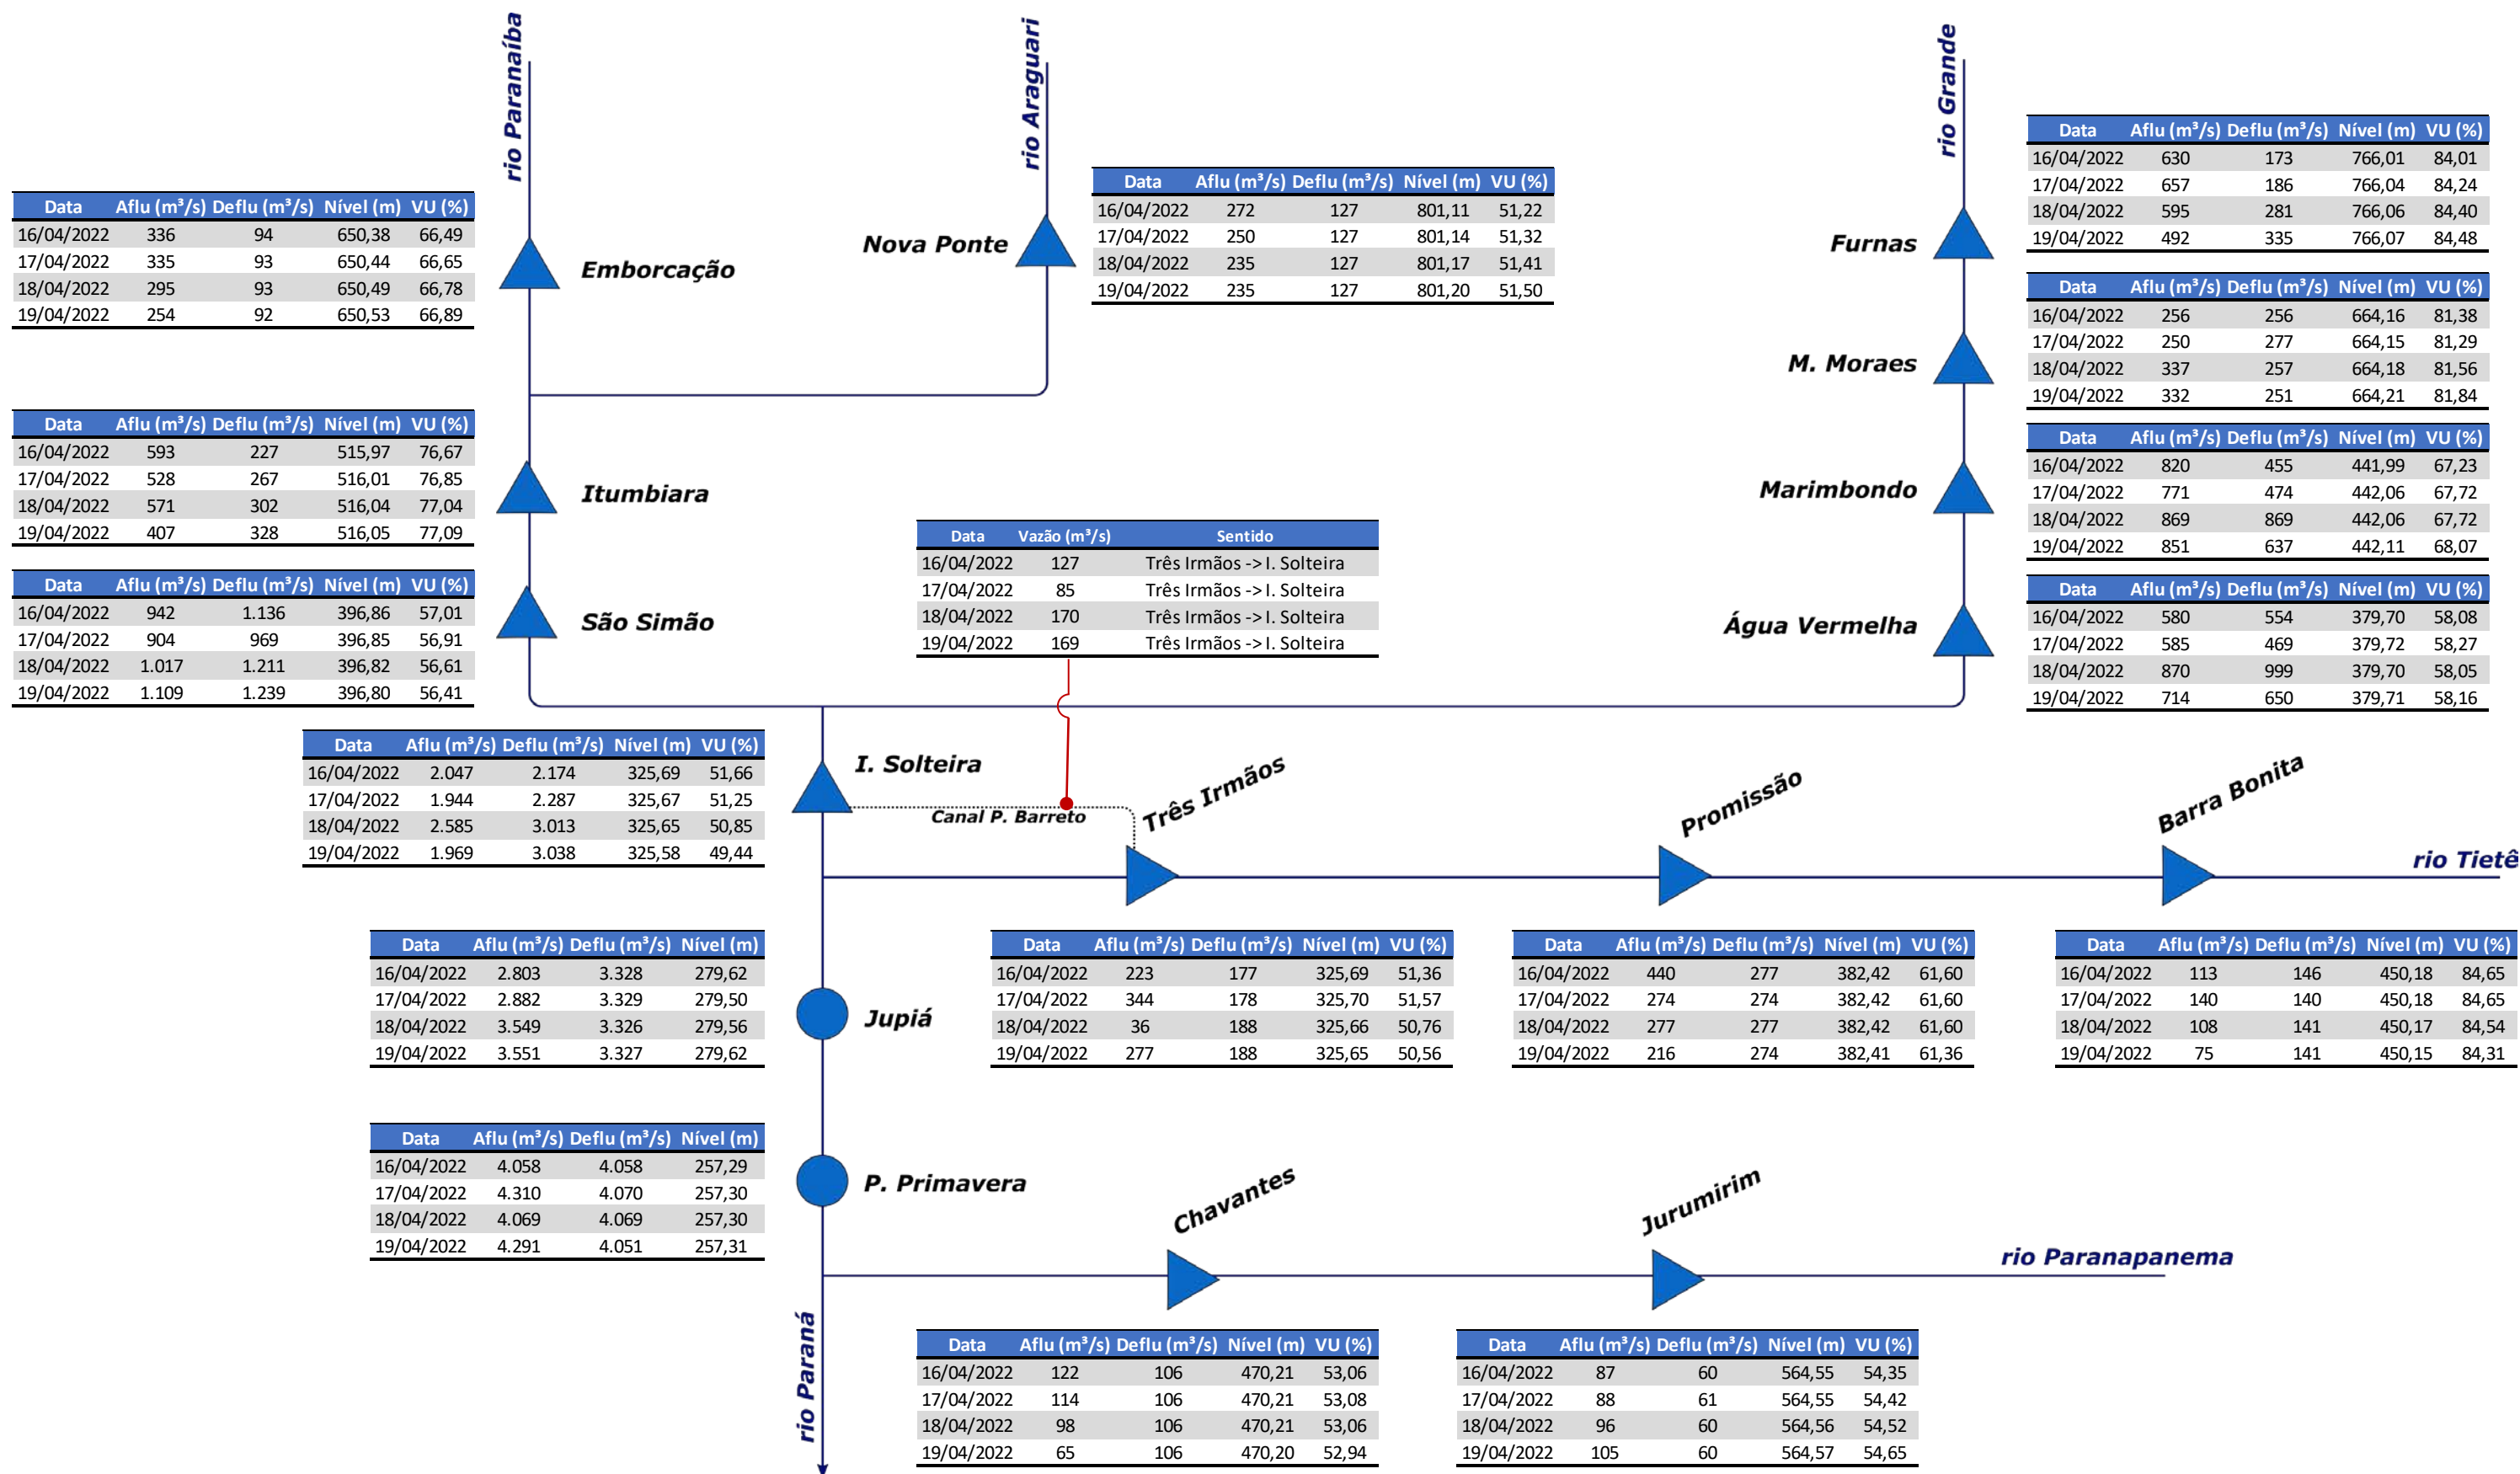 rio Paranaíba
rio Araguari
rio Grande
Data Aflu (m³/s) Deflu (m³/s) Nível (m) VU (%)
16/04/2022 630 173 766,01 84,01
17/04/2022 657 186 766,04 84,24
18/04/2022 595 281 766,06 84,40
19/04/2022 492 335 766,07 84,48
Furnas
Data Aflu (m³/s) Deflu (m³/s) Nível (m) VU (%)
16/04/2022 272 127 801,11 51,22
17/04/2022 250 127 801,14 51,32
18/04/2022 235 127 801,17 51,41
19/04/2022 235 127 801,20 51,50
Nova Ponte
Data Aflu (m³/s) Deflu (m³/s) Nível (m) VU (%)
16/04/2022 336 94 650,38 66,49
17/04/2022 335 93 650,44 66,65
18/04/2022 295 93 650,49 66,78
19/04/2022 254 92 650,53 66,89
Emborcação
Data Aflu (m³/s) Deflu (m³/s) Nível (m) VU (%)
16/04/2022 256 256 664,16 81,38
17/04/2022 250 277 664,15 81,29
18/04/2022 337 257 664,18 81,56
19/04/2022 332 251 664,21 81,84
M. Moraes
Data Aflu (m³/s) Deflu (m³/s) Nível (m) VU (%)
16/04/2022 593 227 515,97 76,67
17/04/2022 528 267 516,01 76,85
18/04/2022 571 302 516,04 77,04
19/04/2022 407 328 516,05 77,09
Itumbiara
Data Aflu (m³/s) Deflu (m³/s) Nível (m) VU (%)
16/04/2022 820 455 441,99 67,23
17/04/2022 771 474 442,06 67,72
18/04/2022 869 869 442,06 67,72
19/04/2022 851 637 442,11 68,07
Marimbondo
Data Vazão (m³/s) Sentido
16/04/2022 127 Três Irmãos -> I. Solteira
17/04/2022 85 Três Irmãos -> I. Solteira
18/04/2022 170 Três Irmãos -> I. Solteira
19/04/2022 169 Três Irmãos -> I. Solteira
Data Aflu (m³/s) Deflu (m³/s) Nível (m) VU (%)
16/04/2022 942 1.136 396,86 57,01
17/04/2022 904 969 396,85 56,91
18/04/2022 1.017 1.211 396,82 56,61
19/04/2022 1.109 1.239 396,80 56,41
São Simão
Data Aflu (m³/s) Deflu (m³/s) Nível (m) VU (%)
16/04/2022 580 554 379,70 58,08
17/04/2022 585 469 379,72 58,27
18/04/2022 870 999 379,70 58,05
19/04/2022 714 650 379,71 58,16
Água Vermelha
Data Aflu (m³/s) Deflu (m³/s) Nível (m) VU (%)
16/04/2022 2.047 2.174 325,69 51,66
17/04/2022 1.944 2.287 325,67 51,25
18/04/2022 2.585 3.013 325,65 50,85
19/04/2022 1.969 3.038 325,58 49,44
I. Solteira
Canal P. Barreto
Três Irmãos
Promissão
Barra Bonita
rio Tietê
Data Aflu (m³/s) Deflu (m³/s) Nível (m)
16/04/2022 2.803 3.328 279,62
17/04/2022 2.882 3.329 279,50
18/04/2022 3.549 3.326 279,56
19/04/2022 3.551 3.327 279,62
Jupiá
Data Aflu (m³/s) Deflu (m³/s) Nível (m) VU (%)
16/04/2022 223 177 325,69 51,36
17/04/2022 344 178 325,70 51,57
18/04/2022 36 188 325,66 50,76
19/04/2022 277 188 325,65 50,56
Data Aflu (m³/s) Deflu (m³/s) Nível (m) VU (%)
16/04/2022 440 277 382,42 61,60
17/04/2022 274 274 382,42 61,60
18/04/2022 277 277 382,42 61,60
19/04/2022 216 274 382,41 61,36
Data Aflu (m³/s) Deflu (m³/s) Nível (m) VU (%)
16/04/2022 113 146 450,18 84,65
17/04/2022 140 140 450,18 84,65
18/04/2022 108 141 450,17 84,54
19/04/2022 75 141 450,15 84,31
Data Aflu (m³/s) Deflu (m³/s) Nível (m)
16/04/2022 4.058 4.058 257,29
17/04/2022 4.310 4.070 257,30
18/04/2022 4.069 4.069 257,30
19/04/2022 4.291 4.051 257,31
P. Primavera
Chavantes
Jurumirim
rio Paranapanema
rio Paraná
Data Aflu (m³/s) Deflu (m³/s) Nível (m) VU (%)
16/04/2022 122 106 470,21 53,06
17/04/2022 114 106 470,21 53,08
18/04/2022 98 106 470,21 53,06
19/04/2022 65 106 470,20 52,94
Data Aflu (m³/s) Deflu (m³/s) Nível (m) VU (%)
16/04/2022 87 60 564,55 54,35
17/04/2022 88 61 564,55 54,42
18/04/2022 96 60 564,56 54,52
19/04/2022 105 60 564,57 54,65